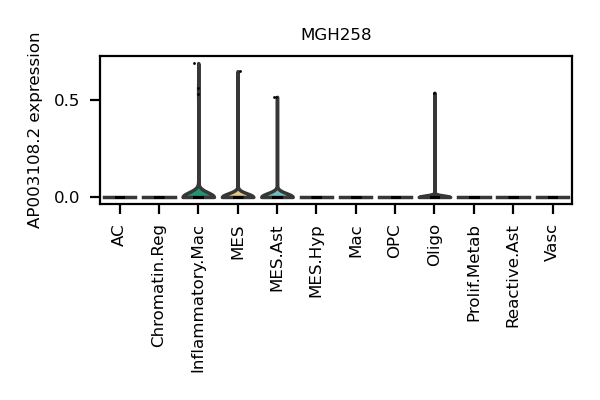 MGH258
AP003108.2 expression
0.5
0.0
AC
Chromatin.Reg
Inflammatory.Mac
MES
MES.Ast
MES.Hyp
Mac
OPC
Oligo
Prolif.Metab
Reactive.Ast
Vasc